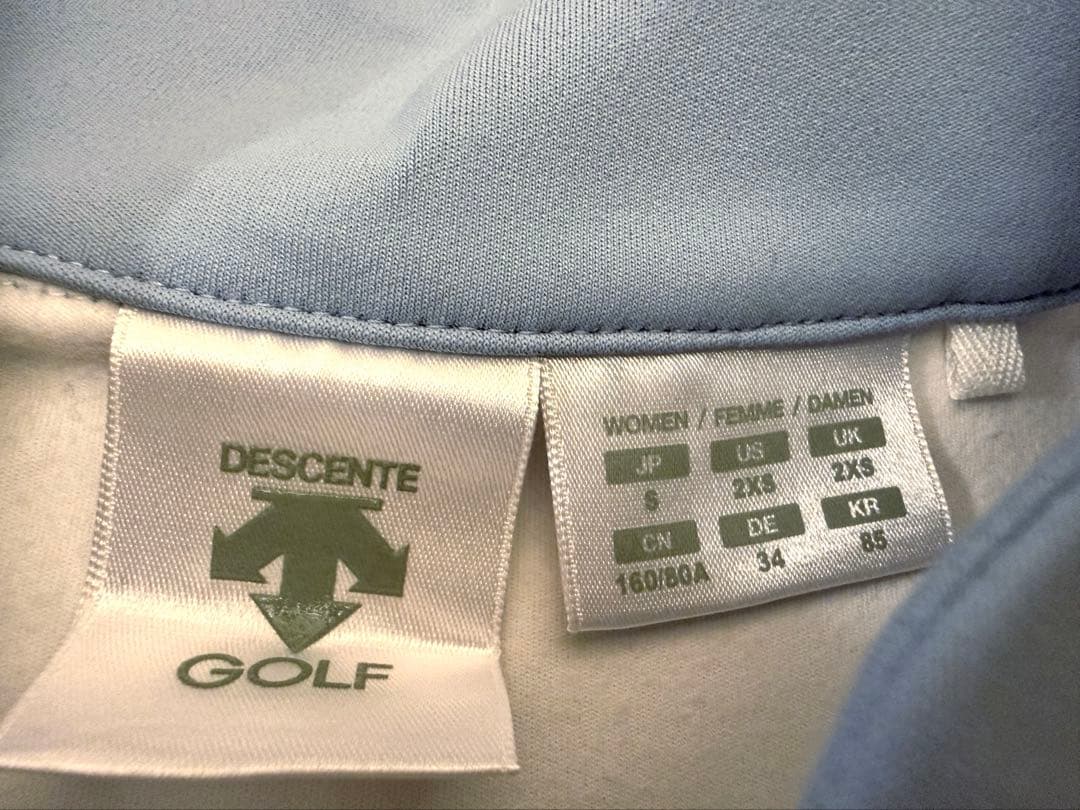 DESCENTE
GOLF
WOMEN / FEMME / DAMEN
JP US UK
S 2XS 2XS
CN DE KR
160/80A 34 85